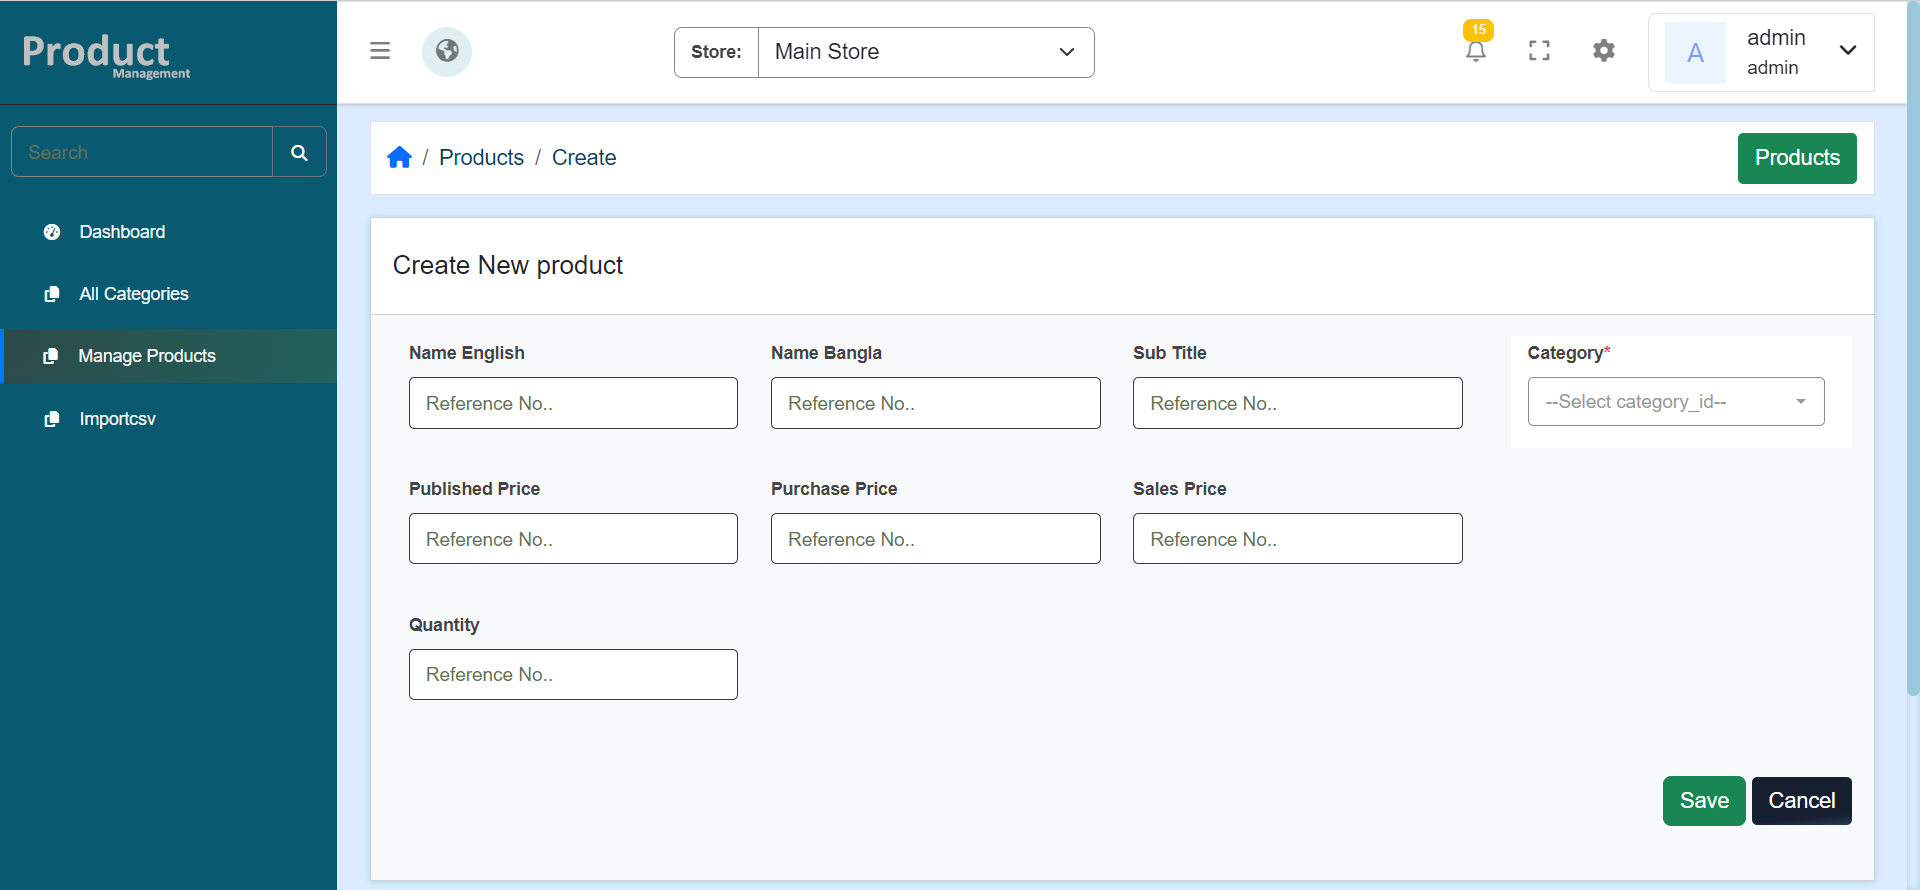 Product
Management
Search
Dashboard
All Categories
Manage Products
Importcsv
Store: Main Store
15
A
admin
admin
/ Products / Create
Products
Create New product
Name English
Name Bangla
Sub Title
Category*
Reference No..
Reference No..
Reference No..
--Select category_id--
Published Price
Purchase Price
Sales Price
Reference No..
Reference No..
Reference No..
Quantity
Reference No..
Save
Cancel